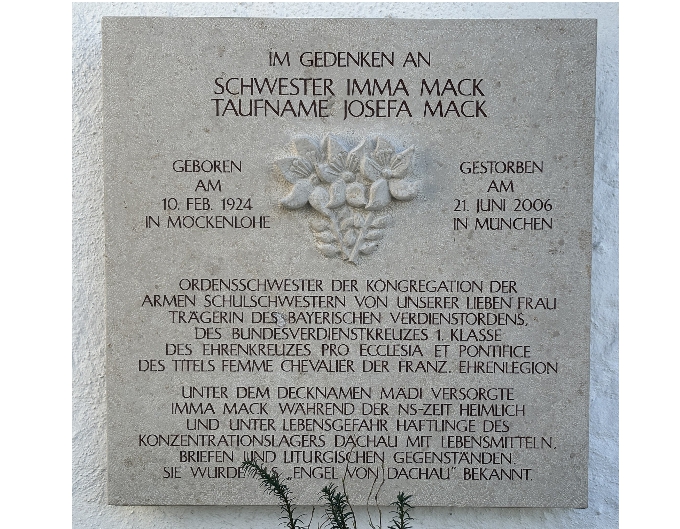 IM GEDENKEN AN
SCHWESTER IMMA MACK
TAUFNAME JOSEFA MACK
GEBOREN
AM
10. FEB. 1924
IN MÖCKENLOHE
GESTORBEN
AM
21. JUNI 2006
IN MÜNCHEN
ORDENSSCHWESTER DER KONGREGATION DER
ARMEN SCHULSCHWESTERN VON UNSERER LIEBEN FRAU
TRÄGERIN DES BAYERISCHEN VERDIENSTORDENS,
DES BUNDESVERDIENSTKREUZES 1. KLASSE
DES EHRENKREUZES PRO ECCLESIA ET PONTIFICE
DES TITELS FEMME CHEVALIER DER FRANZ. EHRENLEGION
UNTER DEM DECKNAMEN MADI VERSORGTE
IMMA MACK WÄHREND DER NS-ZEIT HEIMLICH
UND UNTER LEBENSGEFAHR HÄFTLINGE DES
KONZENTRATIONSLAGERS DACHAU MIT LEBENSMITTELN,
BRIEFEN UND LITURGISCHEN GEGENSTÄNDEN.
SIE WURDE ALS „ENGEL VON DACHAU" BEKANNT.